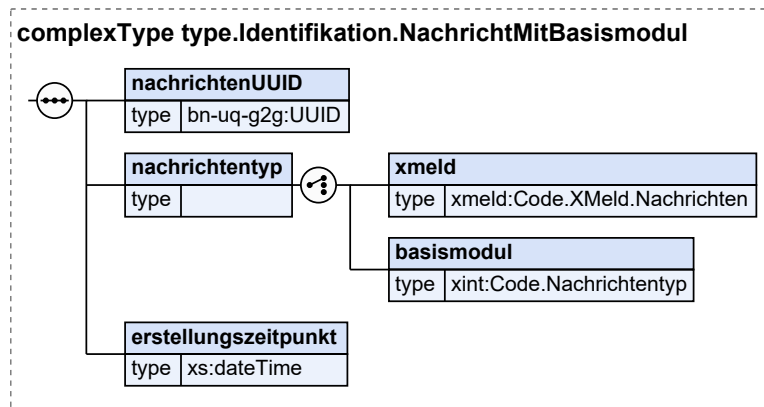 complexType type.Identifikation.NachrichtMitBasismodul
nachrichtenUUID
type bn-uq-g2g:UUID
nachrichtentyp
type
xmeld
type xmeld:Code.XMeld.Nachrichten
basismodul
type xint:Code.Nachrichtentyp
erstellungszeitpunkt
type xs:dateTime